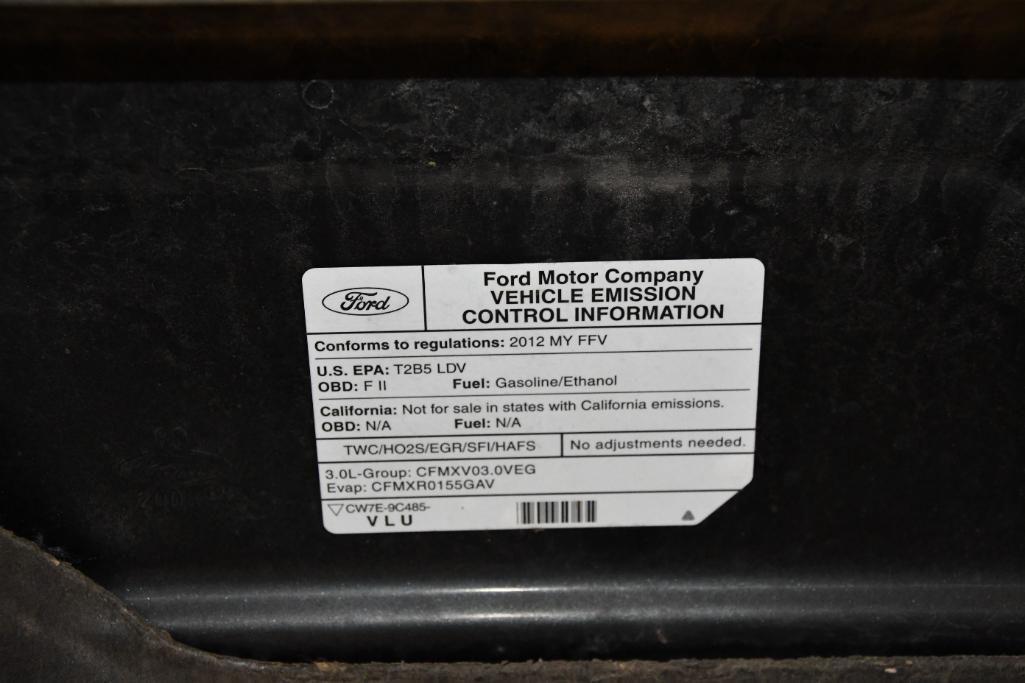 Ford
Ford Motor Company
VEHICLE EMISSION
CONTROL INFORMATION
Conforms to regulations: 2012 MY FFV
U.S. EPA: T2B5 LDV
OBD: F II Fuel: Gasoline/Ethanol
California: Not for sale in states with California emissions.
OBD: N/A Fuel: N/A
TWC/HO2S/EGR/SFI/HAFS No adjustments needed.
3.0L-Group: CFMXV03.0VEG
Evap: CFMXR0155GAV
CW7E-9C485-
V L U